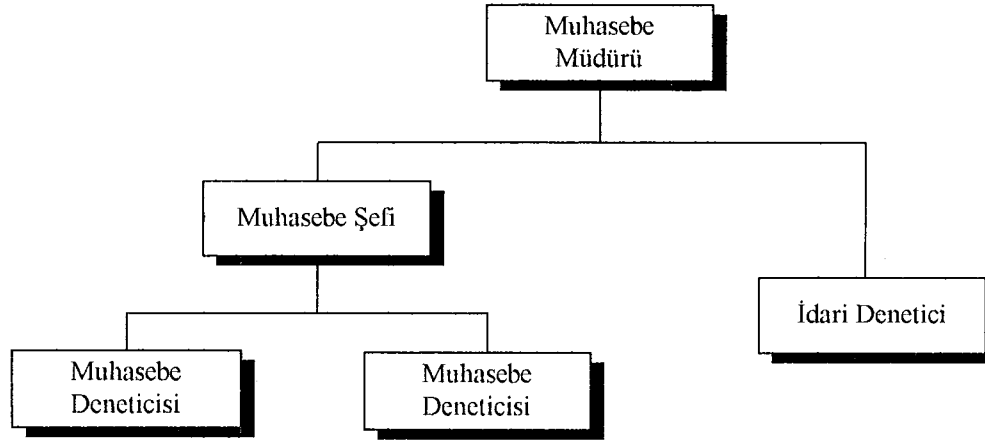 Muhasebe
Müdürü
Muhasebe Şefi
İdari Denetici
Muhasebe
Deneticisi
Muhasebe
Deneticisi